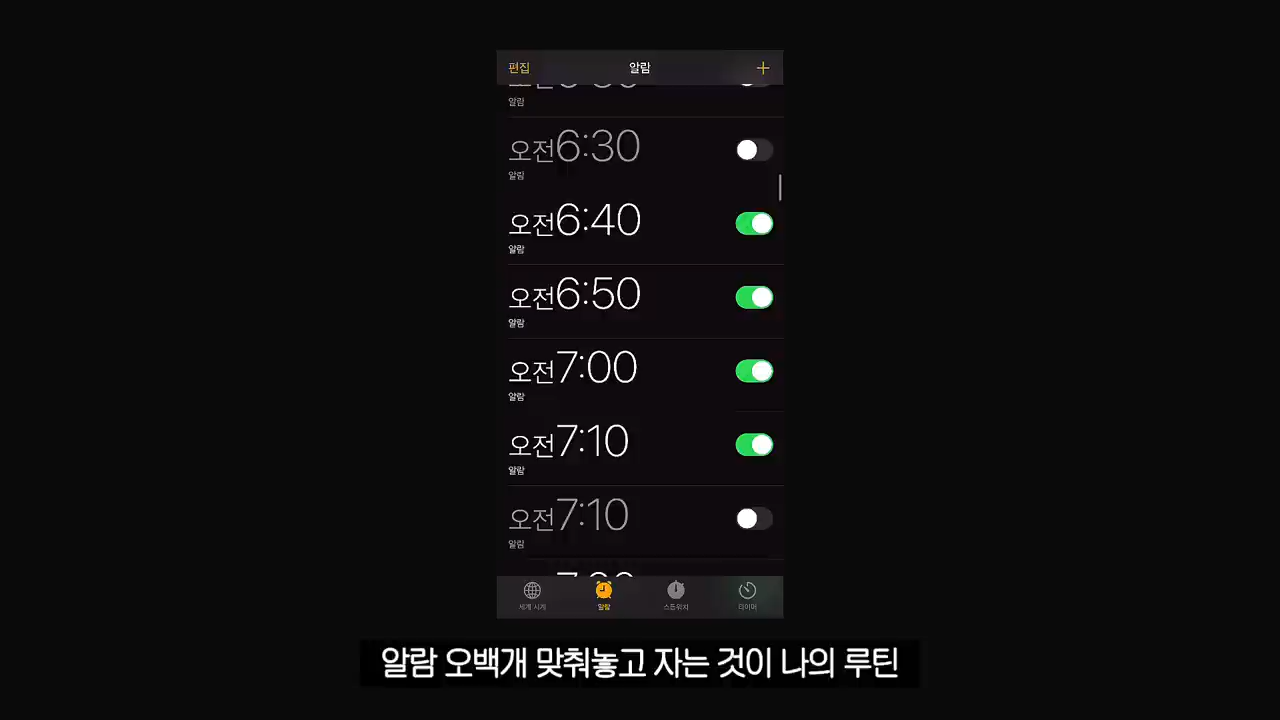 편집
알람
+
알람
오전6:30
알람
오전6:40
알람
오전6:50
알람
오전7:00
알람
오전7:10
알람
오전7:10
알람
세계 시계
알람
스톱워치
타이머
알람 오백개 맞춰놓고 자는 것이 나의 루틴